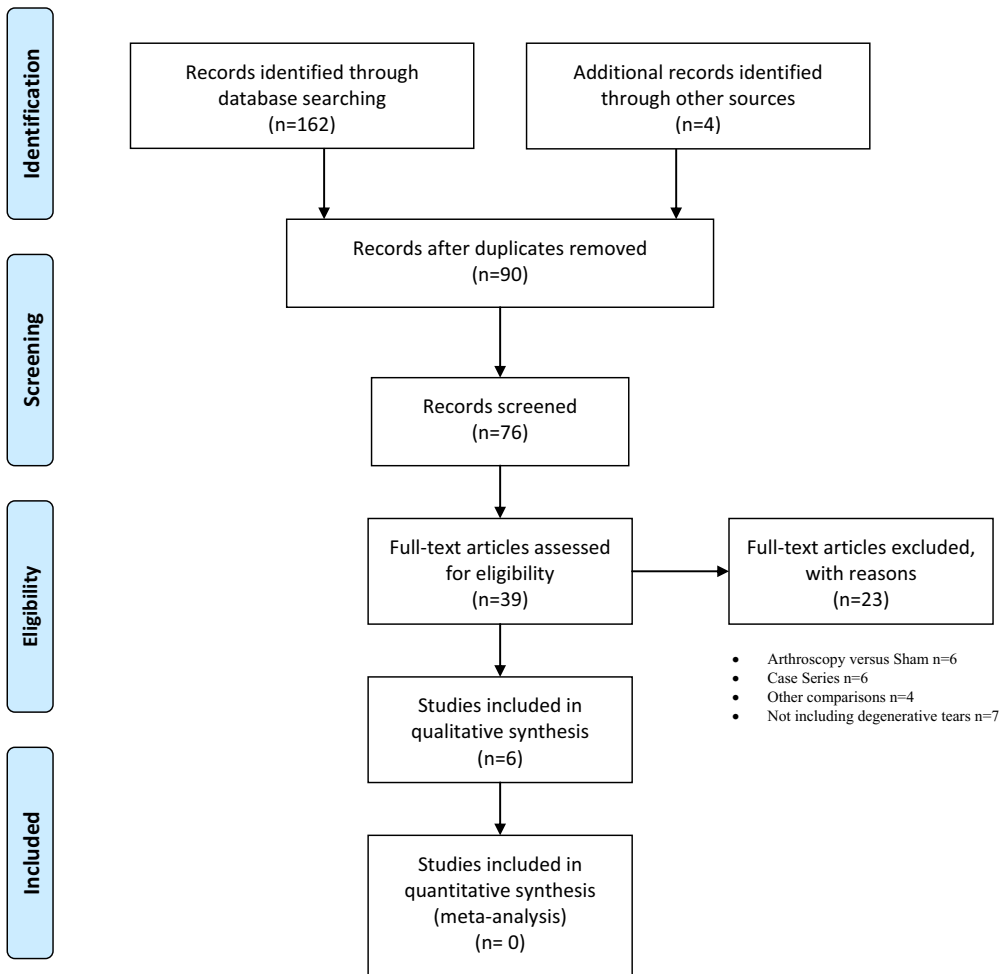 Identification
Records identified through
database searching
(n=162)
Additional records identified
through other sources
(n=4)
Screening
Records after duplicates removed
(n=90)
Records screened
(n=76)
Eligibility
Full-text articles assessed
for eligibility
(n=39)
Full-text articles excluded,
with reasons
(n=23)
• Arthroscopy versus Sham n=6
• Case Series n=6
• Other comparisons n=4
• Not including degenerative tears n=7
Studies included in
qualitative synthesis
(n=6)
Included
Studies included in
quantitative synthesis
(meta-analysis)
(n= 0)